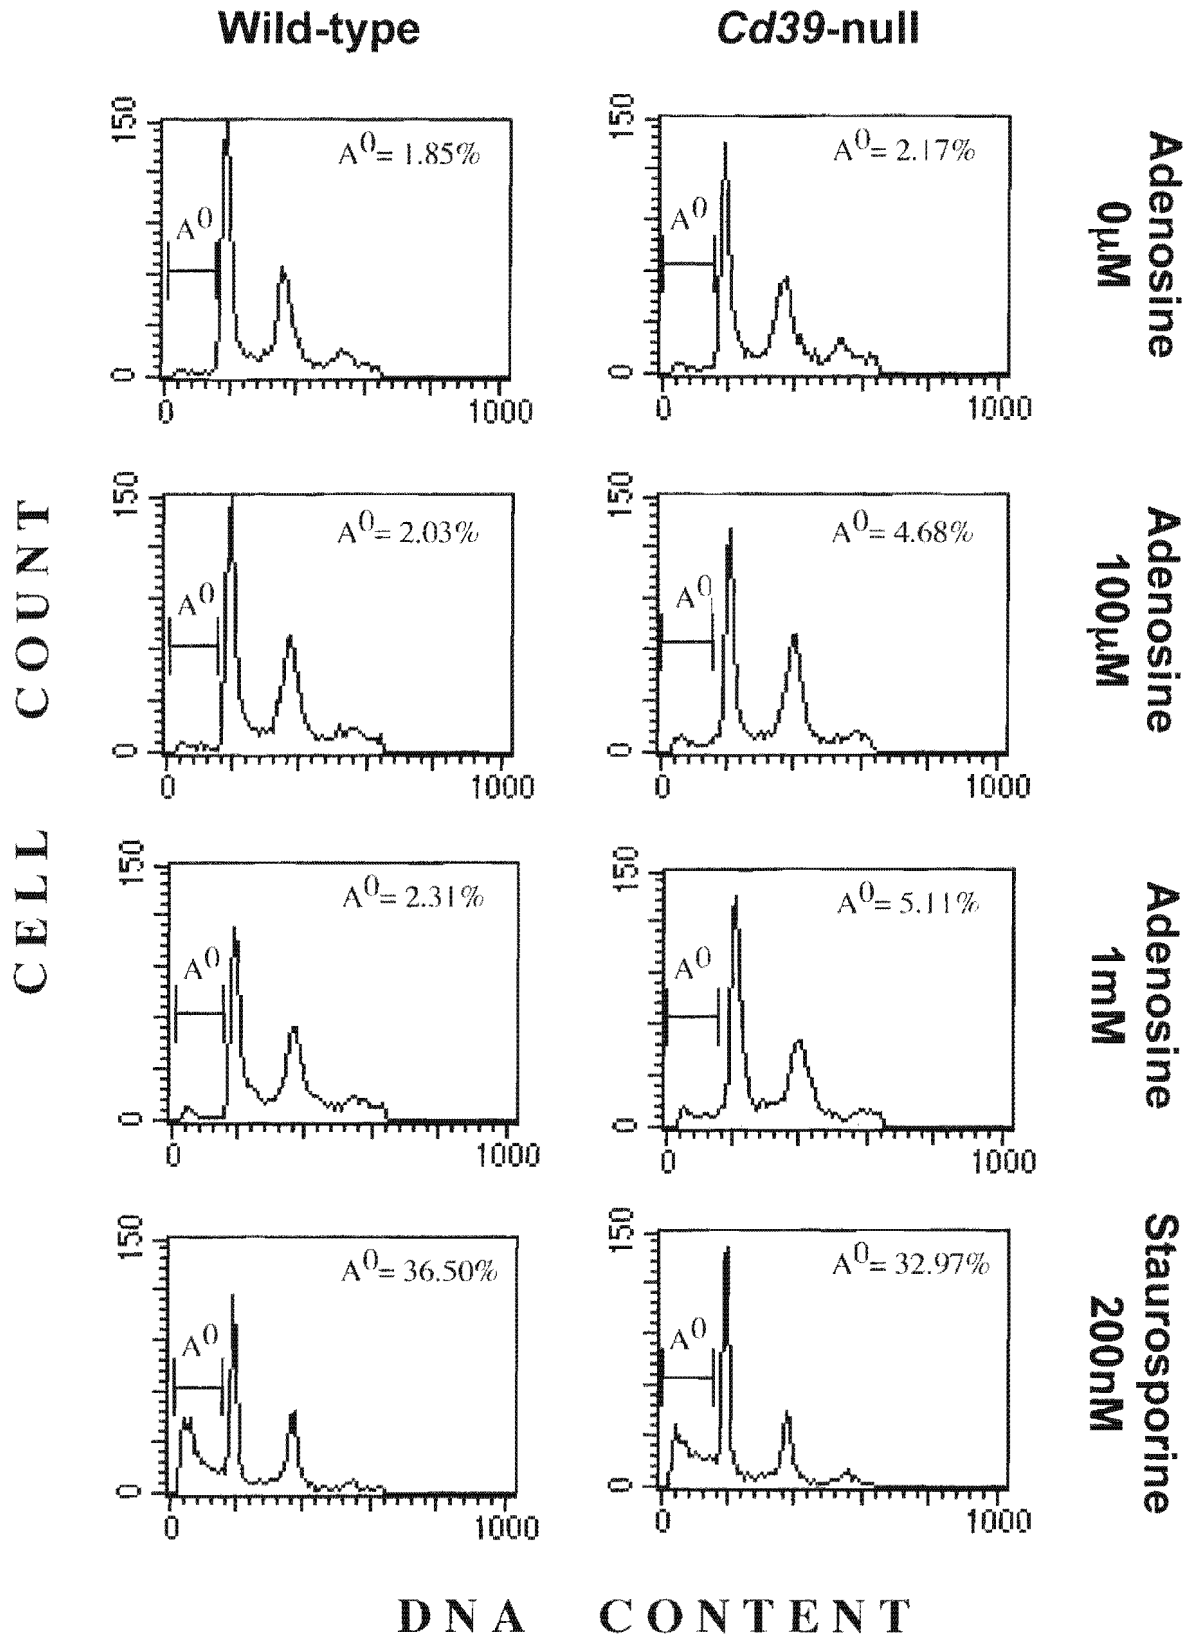 Wild-type
Cd39-null
150
A0
A0= 1.85%
0
0
1000
150
A0
A0= 2.17%
0
0
1000
Adenosine
0μM
150
A0
A0= 2.03%
0
0
1000
150
A0
A0= 4.68%
0
0
1000
Adenosine
100μM
150
A0
A0= 2.31%
0
0
1000
150
A0
A0= 5.11%
0
0
1000
Adenosine
1mM
150
A0
A0= 36.50%
0
0
1000
150
A0
A0= 32.97%
0
0
1000
Staurosporine
200nM
CELL COUNT
DNA CONTENT